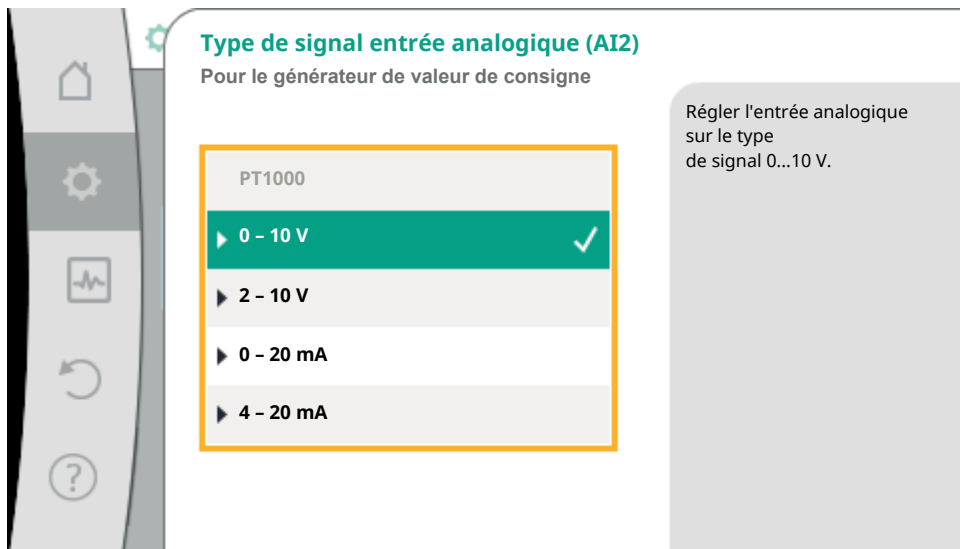 Type de signal entrée analogique (AI2)
Pour le générateur de valeur de consigne
Régler l'entrée analogique
sur le type
de signal 0...10 V.
PT1000
0 – 10 V
2 – 10 V
0 – 20 mA
4 – 20 mA
?